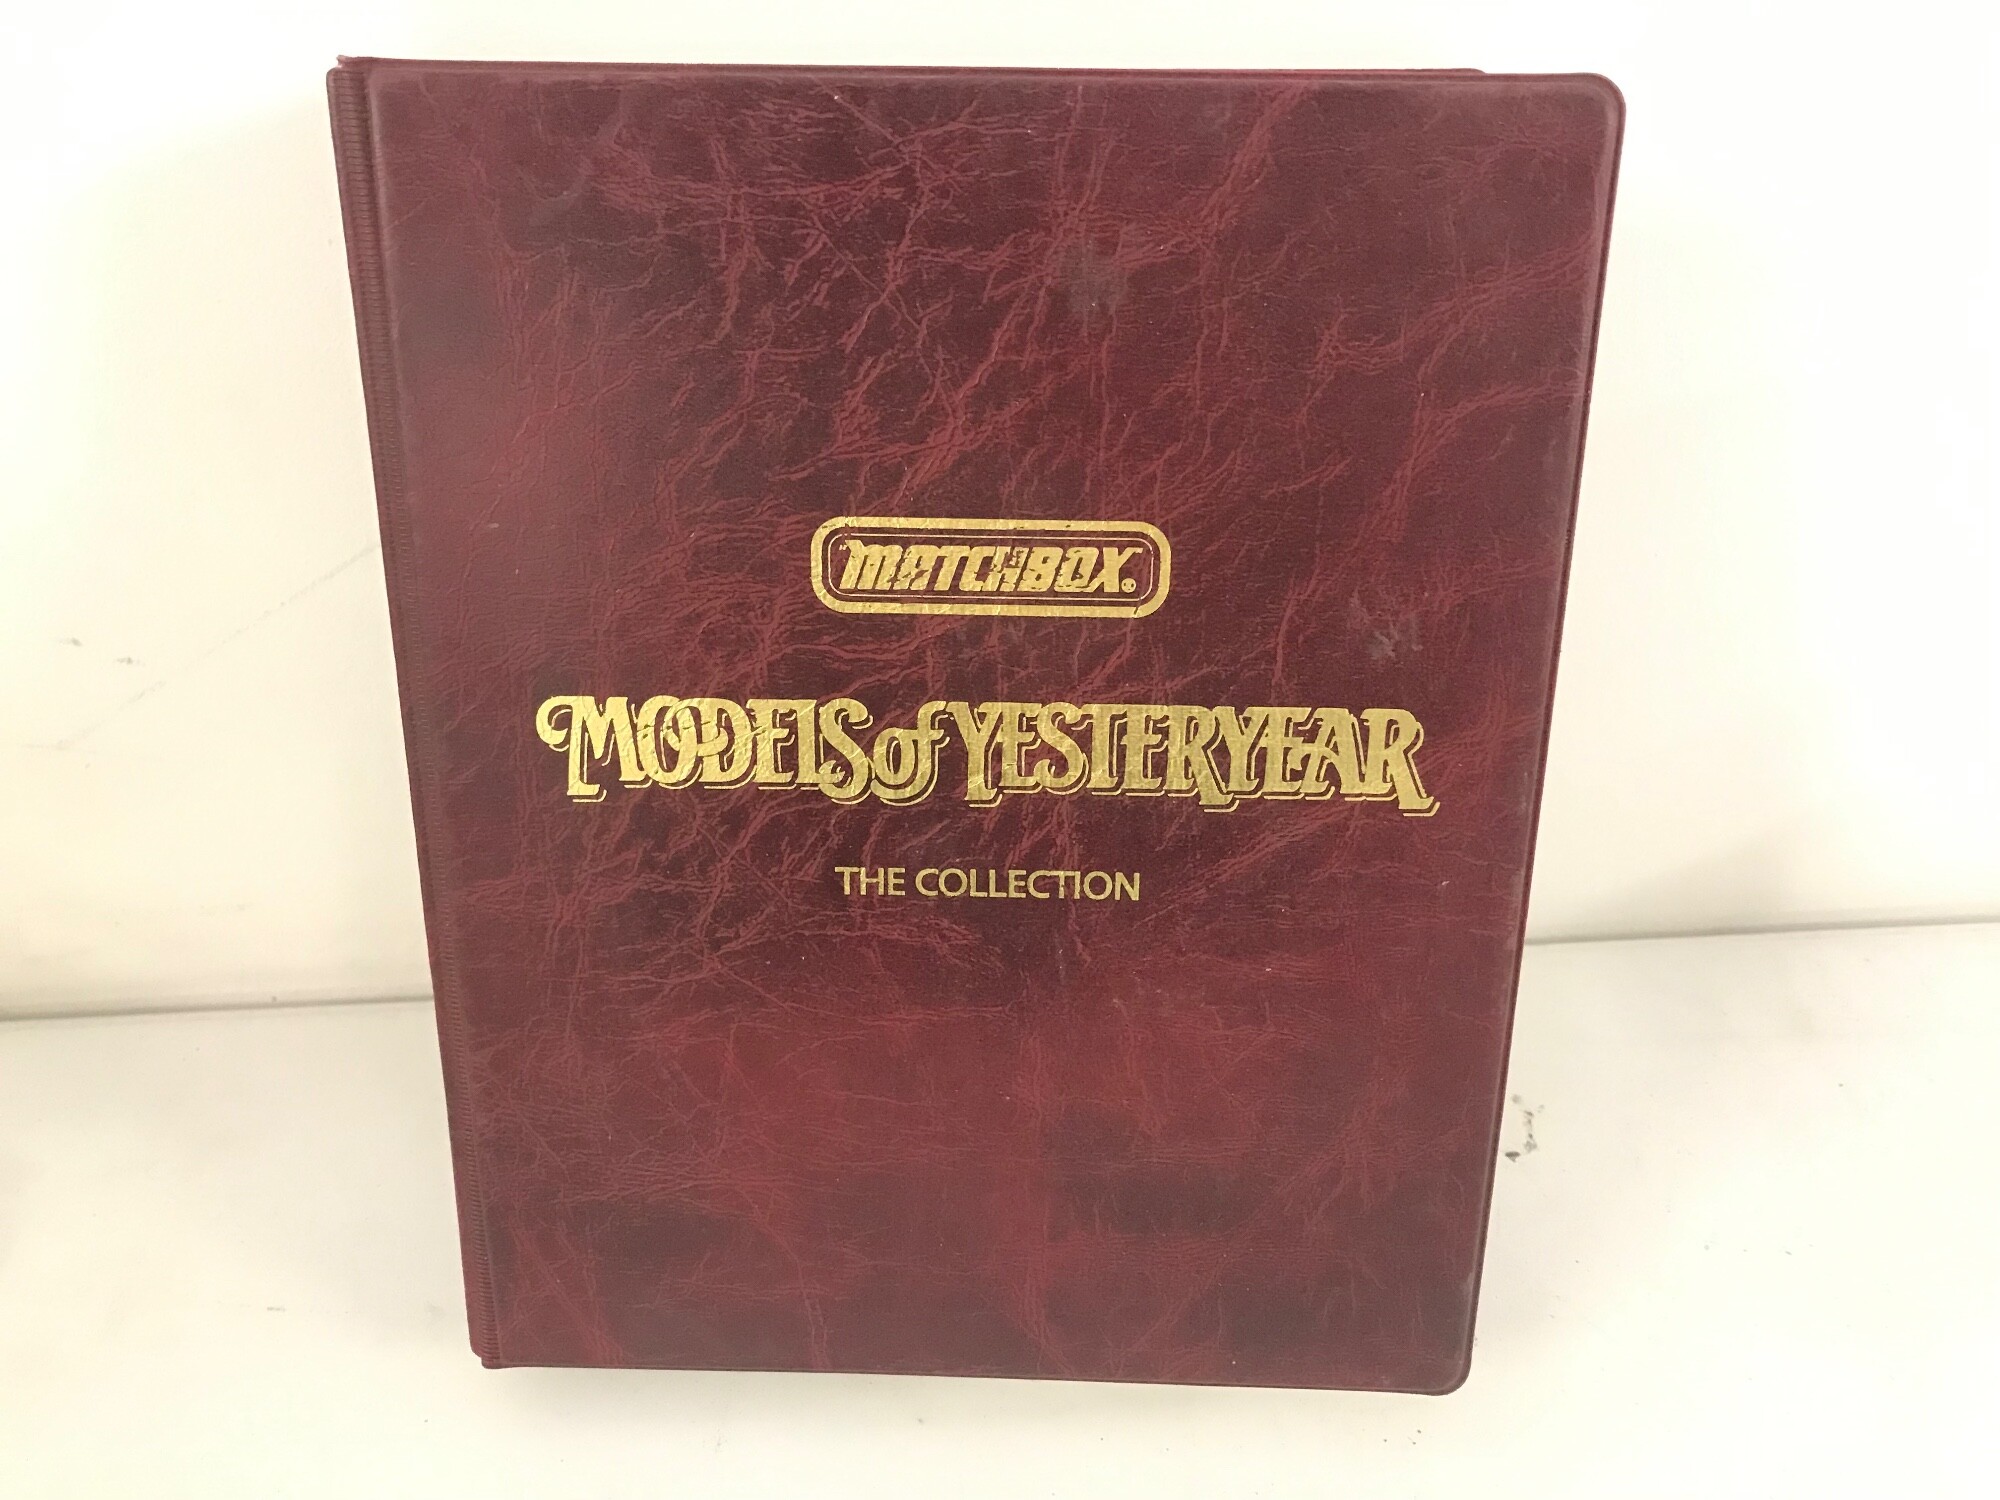 "MATCHBOX"®
MODELS of YESTERYEAR
THE COLLECTION